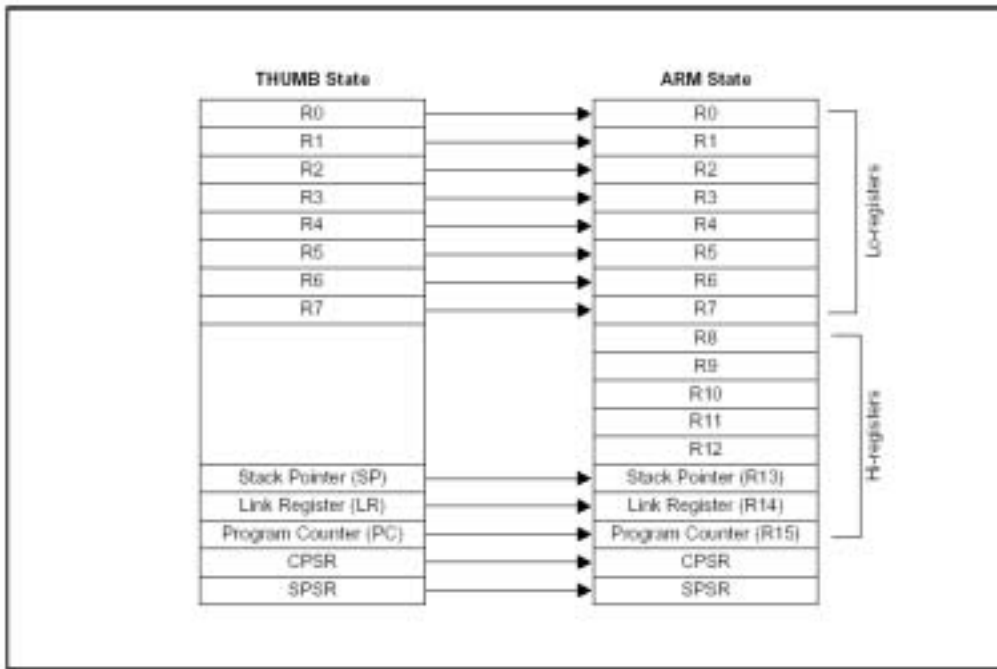 THUMB State ARM State
R0 R0
R1 R1
R2 R2
R3 R3
R4 R4
R5 R5
R6 R6
R7 R7
R8
R9
R10
R11
R12
Stack Pointer (SP) Stack Pointer (R13)
Link Register (LR) Link Register (R14)
Program Counter (PC) Program Counter (R15)
CPSR CPSR
SPSR SPSR
Lo-registers
Hi-registers